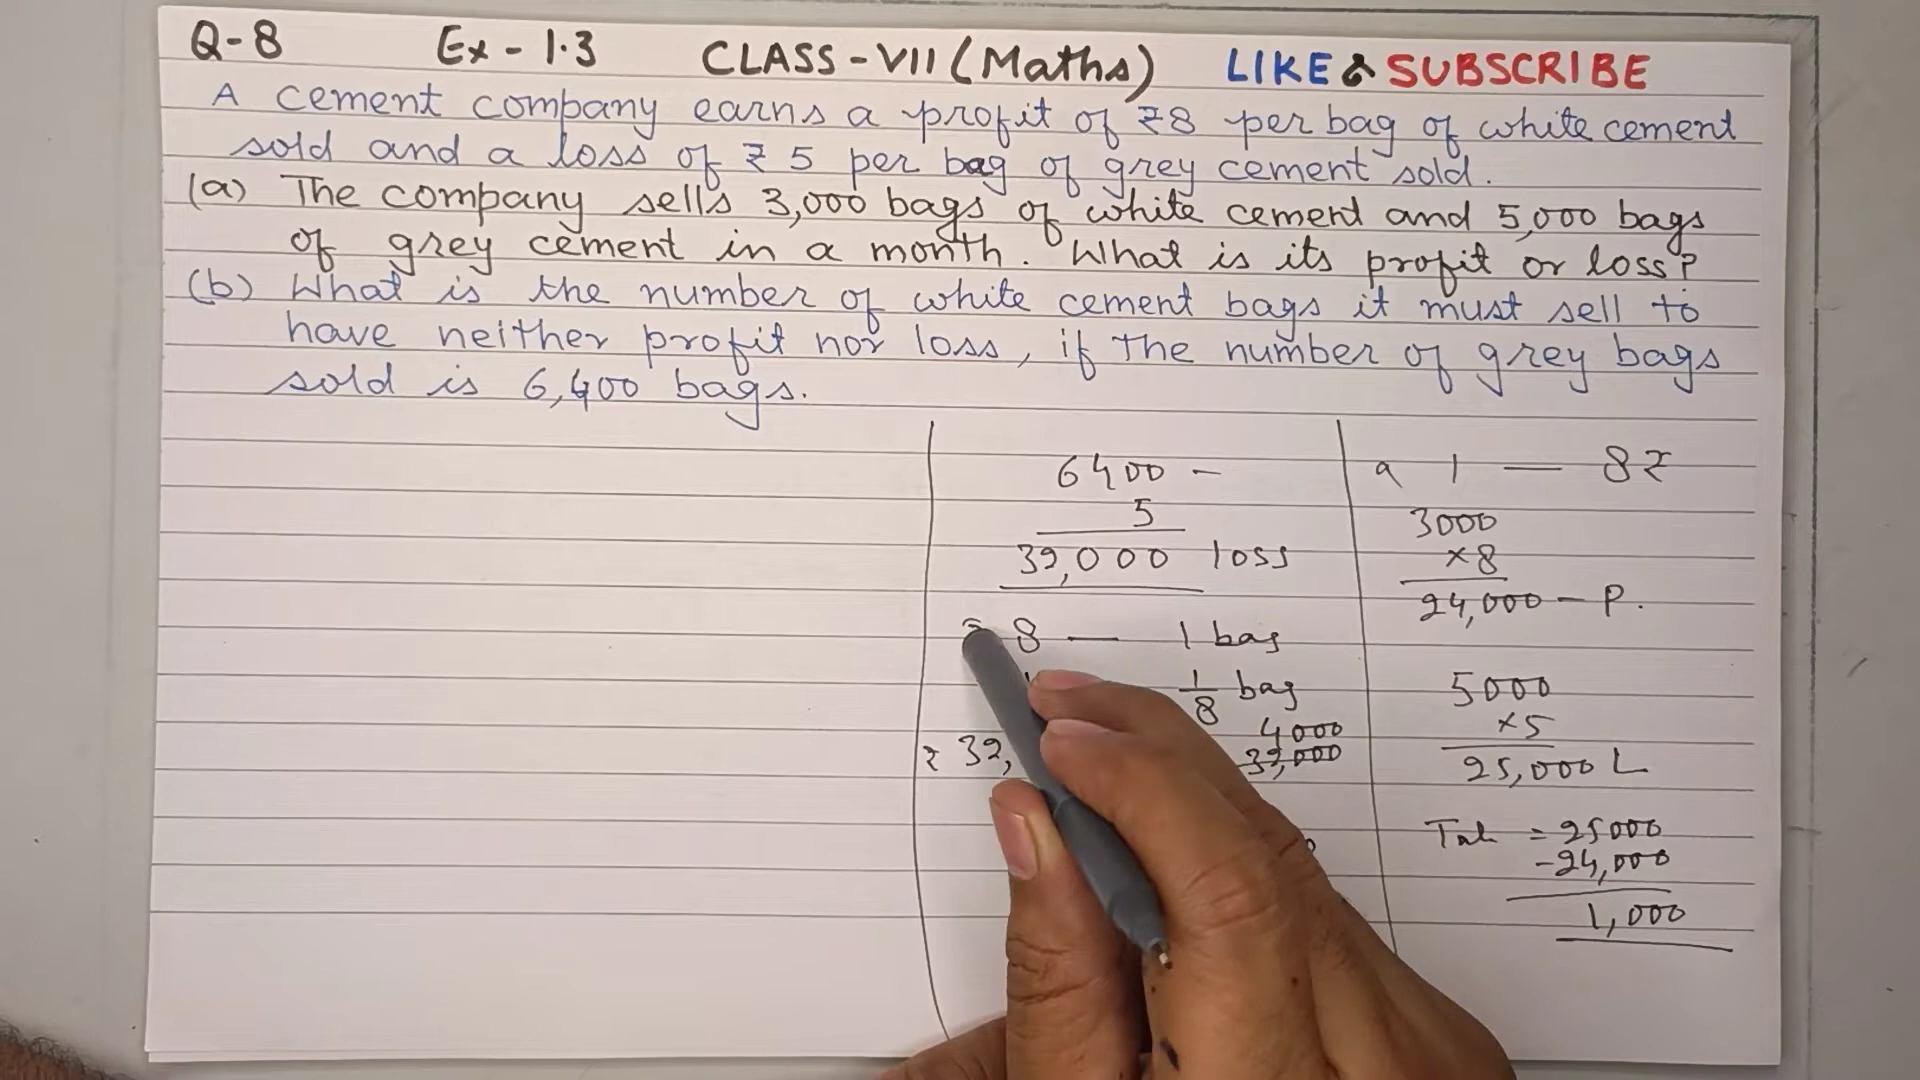 Q-8 Ex-1.3 CLASS-VII (Maths) LIKE & SUBSCRIBE
A cement company earns a profit of ₹8 per bag of white cement
sold and a loss of ₹5 per bag of grey cement sold.
(a) The company sells 3,000 bags of white cement and 5,000 bags
of grey cement in a month. What is its profit or loss?
(b) What is the number of white cement bags it must sell to
have neither profit nor loss, if the number of grey bags
sold is 6,400 bags.
6400 -
5
32,000 loss
8 — 1 bag
1/8 bag
4000
₹ 32, 32,000
a 1 — 8₹
3000
×8
24,000 - P.
5000
×5
25,000 L
= 25000
-24,000
1,000